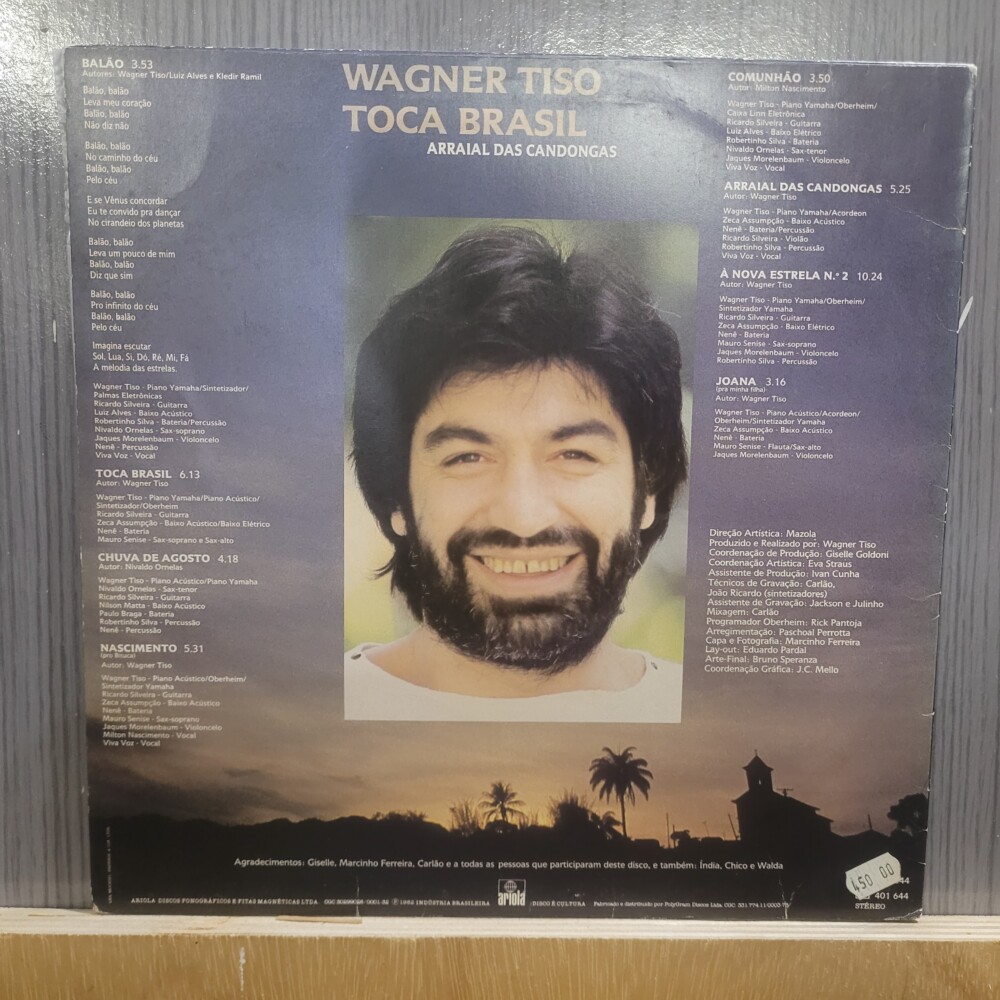 BALÃO 3.53
Autores: Wagner Tiso/Luiz Alves e Kledir Ramil
Balão, balão
Leva meu coração
Balão, balão
Não diz não
Balão, balão
No caminho do céu
Balão, balão
Pelo céu
E se Vênus concordar
Eu te convido pra dançar
No cirandeio dos planetas
Balão, balão
Leva um pouco de mim
Balão, balão
Diz que sim
Balão, balão
Pro infinito do céu
Balão, balão
Pelo céu
Imagina escutar
Sol, Lua, Si, Dó, Ré, Mi, Fá
A melodia das estrelas.
Wagner Tiso - Piano Yamaha/Sintetizador/
Palmas Eletrônicas
Ricardo Silveira - Guitarra
Luiz Alves - Baixo Acústico
Robertinho Silva - Bateria/Percussão
Nivaldo Ornelas - Sax-soprano
Jaques Morelenbaum - Violoncelo
Nenê - Percussão
Viva Voz - Vocal
TOCA BRASIL 6.13
Autor: Wagner Tiso
Wagner Tiso - Piano Yamaha/Piano Acústico/
Sintetizador/Oberheim
Ricardo Silveira - Guitarra
Zeca Assumpção - Baixo Acústico/Baixo Elétrico
Nenê - Bateria
Mauro Senise - Sax-soprano e Sax-alto
CHUVA DE AGOSTO 4.18
Autor: Nivaldo Ornelas
Wagner Tiso - Piano Acústico/Piano Yamaha
Nivaldo Ornelas - Sax-tenor
Ricardo Silveira - Guitarra
Nilson Matta - Baixo Acústico
Paulo Braga - Bateria
Robertinho Silva - Percussão
Nenê - Percussão
NASCIMENTO 5.31
(pro Bituca)
Autor: Wagner Tiso
Wagner Tiso - Piano Acústico/Oberheim/
Sintetizador Yamaha
Ricardo Silveira - Guitarra
Zeca Assumpção - Baixo Acústico
Nenê - Bateria
Mauro Senise - Sax-soprano
Jaques Morelenbaum - Violoncelo
Milton Nascimento - Vocal
Viva Voz - Vocal
WAGNER TISO
TOCA BRASIL
ARRAIAL DAS CANDONGAS
COMUNHÃO 3.50
Autor: Milton Nascimento
Wagner Tiso - Piano Yamaha/Oberheim/
Caixa Linn Eletrônica
Ricardo Silveira - Guitarra
Luiz Alves - Baixo Elétrico
Robertinho Silva - Bateria
Nivaldo Ornelas - Sax-tenor
Jaques Morelenbaum - Violoncelo
Viva Voz - Vocal
ARRAIAL DAS CANDONGAS 5.25
Autor: Wagner Tiso
Wagner Tiso - Piano Yamaha/Acordeon
Zeca Assumpção - Baixo Acústico
Nenê - Bateria/Percussão
Ricardo Silveira - Violão
Robertinho Silva - Percussão
Viva Voz - Vocal
À NOVA ESTRELA N.º 2 10.24
Autor: Wagner Tiso
Wagner Tiso - Piano Yamaha/Oberheim/
Sintetizador Yamaha
Ricardo Silveira - Guitarra
Zeca Assumpção - Baixo Elétrico
Nenê - Bateria
Mauro Senise - Sax-soprano
Jaques Morelenbaum - Violoncelo
Robertinho Silva - Percussão
JOANA 3.16
(pra minha filha)
Autor: Wagner Tiso
Wagner Tiso - Piano Acústico/Acordeo/
Oberheim/Sintetizador Yamaha
Zeca Assumpção - Baixo Acústico
Nenê - Bateria
Mauro Senise - Flauta/Sax-alto
Jaques Morelenbaum - Violoncelo
Direção Artística: Mazola
Produzido e Realizado por: Wagner Tiso
Coordenação de Produção: Giselle Goldoni
Coordenação Artística: Eva Straus
Assistente de Produção: Ivan Cunha
Técnicos de Gravação: Carlão,
João Ricardo (sintetizadores)
Assistente de Gravação: Jackson e Julinho
Mixagem: Carlão
Programador Oberheim: Rick Pantoja
Arregimentação: Paschoal Perrotta
Capa e Fotografia: Marcinho Ferreira
Lay-out: Eduardo Pardal
Arte-Final: Bruno Speranza
Coordenação Gráfica: J.C. Mello
Agradecimentos: Giselle, Marcinho Ferreira, Carlão e a todas as pessoas que participaram deste disco, e também: Índia, Chico e Walda
450.00
44
401 644
STÉREO
ARIOLA DISCOS FONOGRÁFICOS E FITAS MAGNÉTICAS LTDA. ℗ 1982 INDÚSTRIA BRASILEIRA
ariola
DISCO É CULTURA Fabricado e distribuído por PolyGram Discos Ltda.